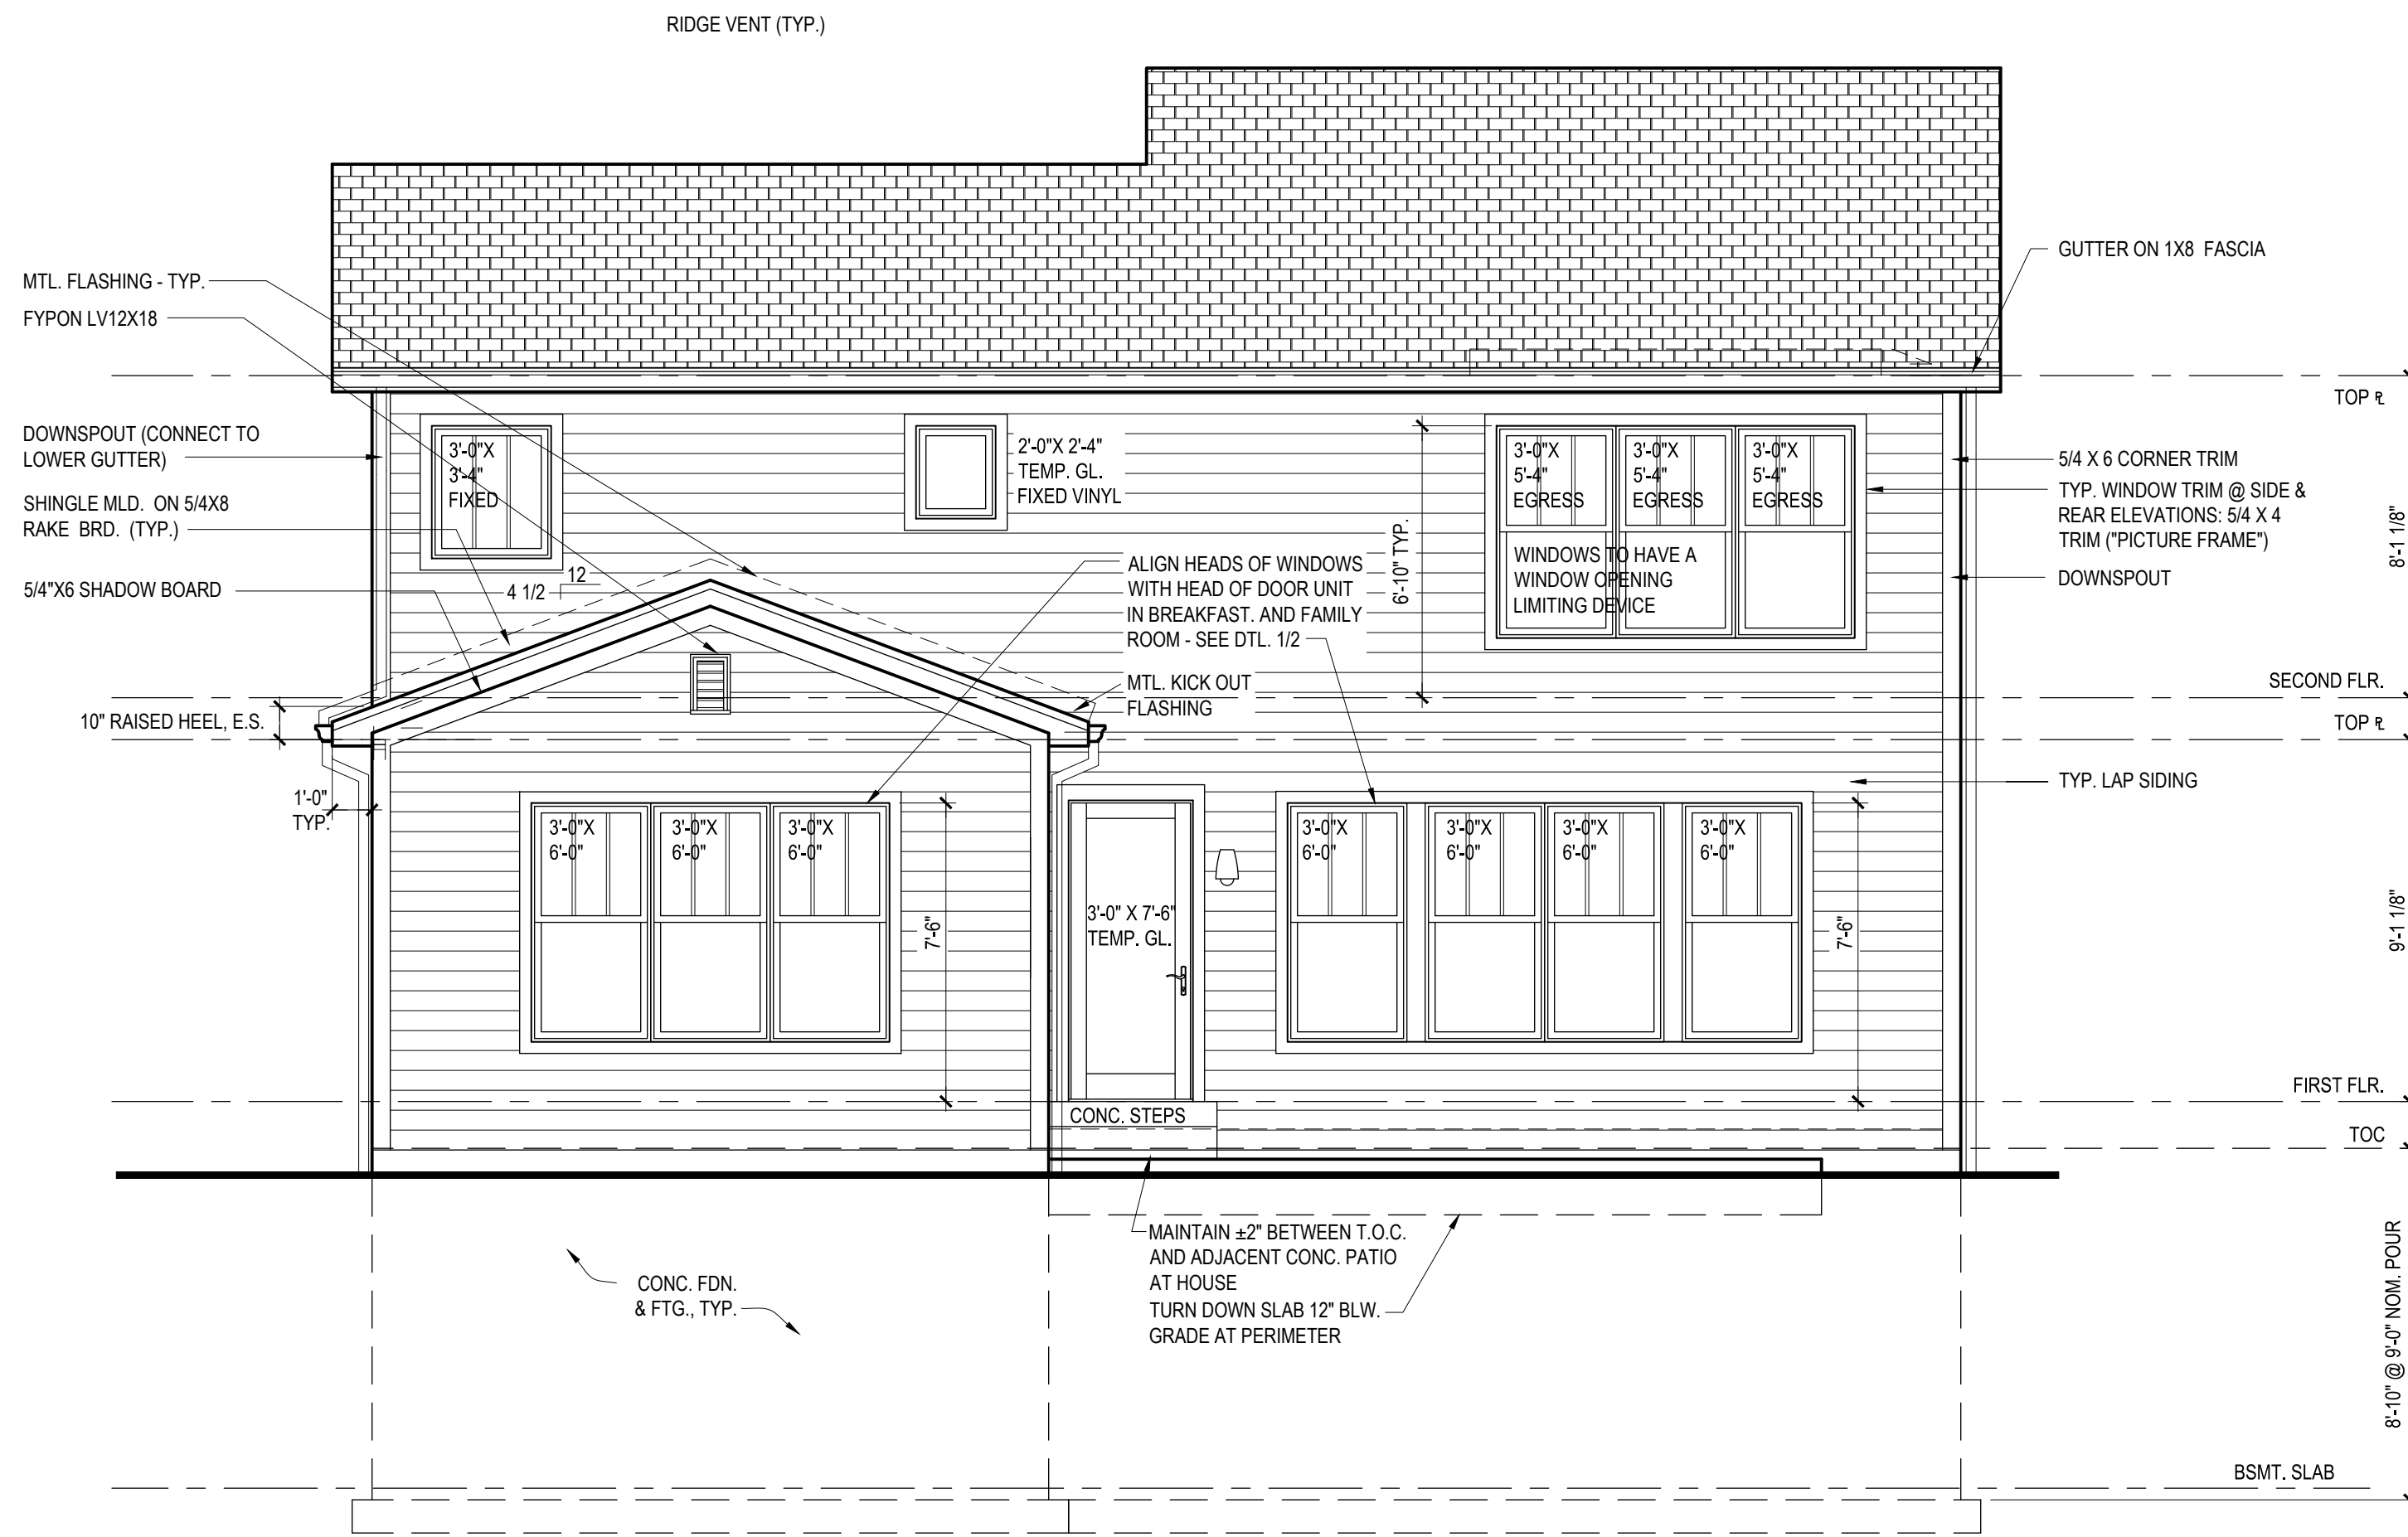 RIDGE VENT (TYP.)
MTL. FLASHING - TYP.
FYPON LV12X18
DOWNSPOUT (CONNECT TO
LOWER GUTTER)
SHINGLE MLD. ON 5/4X8
RAKE BRD. (TYP.)
5/4"X6 SHADOW BOARD
10" RAISED HEEL, E.S.
1'-0"
TYP.
3'-0"X
3'-4"
FIXED
12
4 1/2
2'-0"X 2'-4"
TEMP. GL.
FIXED VINYL
ALIGN HEADS OF WINDOWS
WITH HEAD OF DOOR UNIT
IN BREAKFAST. AND FAMILY
ROOM - SEE DTL. 1/2
MTL. KICK OUT
FLASHING
6'-10" TYP.
3'-0"X
5'-4"
EGRESS
3'-0"X
5'-4"
EGRESS
3'-0"X
5'-4"
EGRESS
WINDOWS TO HAVE A
WINDOW OPENING
LIMITING DEVICE
GUTTER ON 1X8 FASCIA
TOP ⅊
5/4 X 6 CORNER TRIM
TYP. WINDOW TRIM @ SIDE &
REAR ELEVATIONS: 5/4 X 4
TRIM ("PICTURE FRAME")
DOWNSPOUT
8'-1 1/8"
SECOND FLR.
TOP ⅊
TYP. LAP SIDING
3'-0"X
6'-0"
3'-0"X
6'-0"
3'-0"X
6'-0"
7'-6"
3'-0" X 7'-6"
TEMP. GL.
3'-0"X
6'-0"
3'-0"X
6'-0"
3'-0"X
6'-0"
3'-0"X
6'-0"
7'-6"
9'-1 1/8"
FIRST FLR.
CONC. STEPS
TOC
MAINTAIN ±2" BETWEEN T.O.C.
AND ADJACENT CONC. PATIO
AT HOUSE
TURN DOWN SLAB 12" BLW.
GRADE AT PERIMETER
CONC. FDN.
& FTG., TYP.
8'-10" @ 9'-0" NOM. POUR
BSMT. SLAB